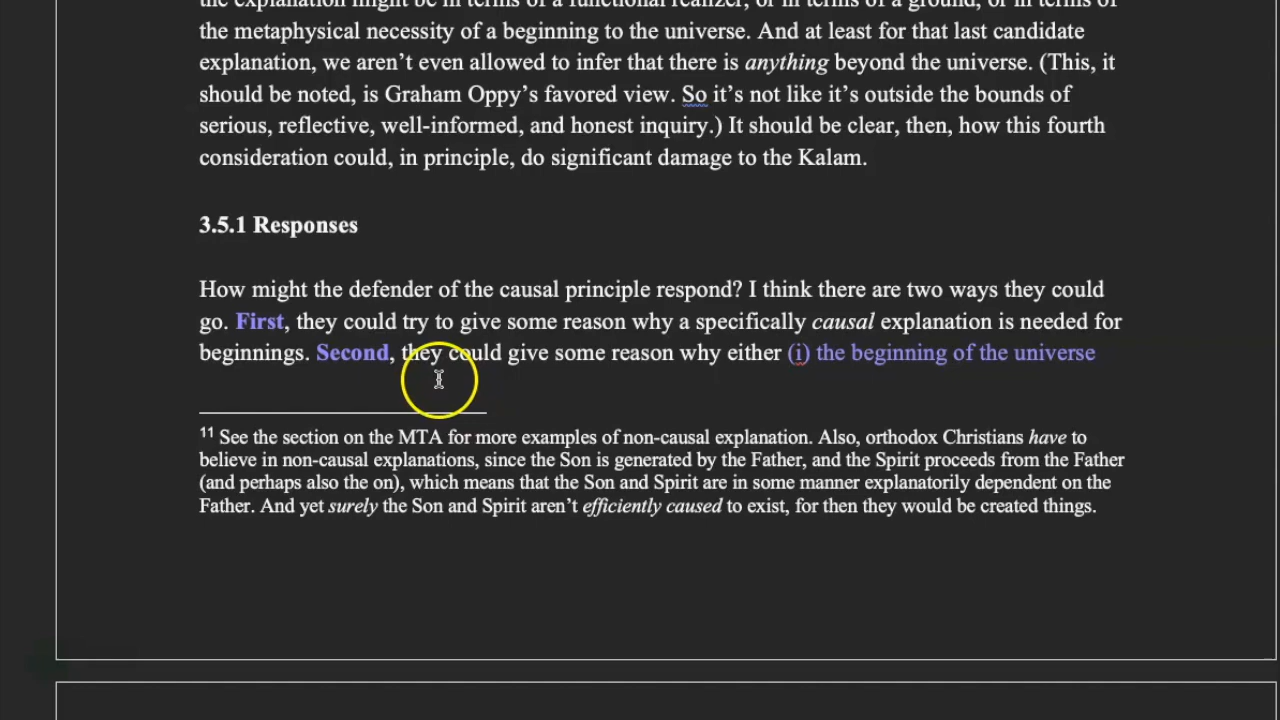 the explanation might be in terms of a functional realizer, or in terms of a ground, or in terms of
the metaphysical necessity of a beginning to the universe. And at least for that last candidate
explanation, we aren’t even allowed to infer that there is anything beyond the universe. (This, it
should be noted, is Graham Oppy’s favored view. So it’s not like it’s outside the bounds of
serious, reflective, well-informed, and honest inquiry.) It should be clear, then, how this fourth
consideration could, in principle, do significant damage to the Kalam.
3.5.1 Responses
How might the defender of the causal principle respond? I think there are two ways they could
go. First, they could try to give some reason why a specifically causal explanation is needed for
beginnings. Second, they could give some reason why either (i) the beginning of the universe
11 See the section on the MTA for more examples of non-causal explanation. Also, orthodox Christians have to
believe in non-causal explanations, since the Son is generated by the Father, and the Spirit proceeds from the Father
(and perhaps also the on), which means that the Son and Spirit are in some manner explanatorily dependent on the
Father. And yet surely the Son and Spirit aren’t efficiently caused to exist, for then they would be created things.